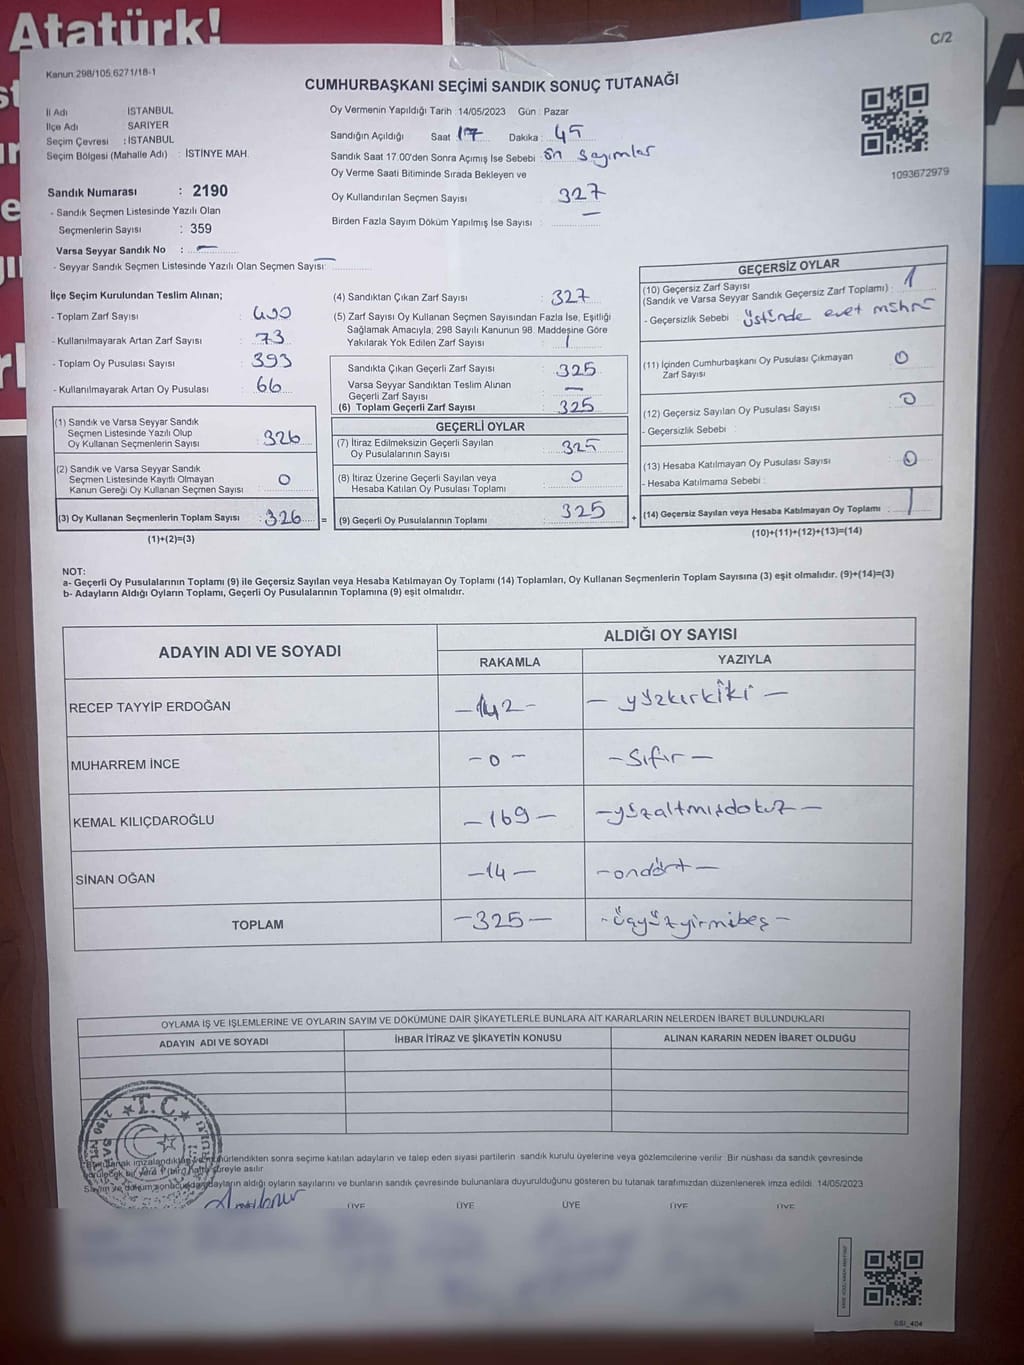 Atatürk!
C/2
Kanun:298/105.6271/18-1
CUMHURBAŞKANI SEÇİMİ SANDIK SONUÇ TUTANAĞI
İl Adı İSTANBUL
İlçe Adı SARIYER
Seçim Çevresi : İSTANBUL
Seçim Bölgesi (Mahalle Adı) : İSTİNYE MAH.
Sandık Numarası : 2190
- Sandık Seçmen Listesinde Yazılı Olan
Seçmenlerin Sayısı : 359
Varsa Seyyar Sandık No : —
- Seyyar Sandık Seçmen Listesinde Yazılı Olan Seçmen Sayısı: —
Oy Vermenin Yapıldığı Tarih : 14/05/2023 Gün : Pazar
Sandığın Açıldığı Saat 17 Dakika : 45
Sandık Saat 17.00'den Sonra Açımış İse Sebebi : ön sayımlar
Oy Verme Saati Bitiminde Sırada Bekleyen ve
Oy Kullandırılan Seçmen Sayısı 327
Birden Fazla Sayım Döküm Yapılmış İse Sayısı : —
1093672979
İlçe Seçim Kurulundan Teslim Alınan;
- Toplam Zarf Sayısı : 400
- Kullanılmayarak Artan Zarf Sayısı : 73
- Toplam Oy Pusulası Sayısı : 393
- Kullanılmayarak Artan Oy Pusulası : 66
(1) Sandık ve Varsa Seyyar Sandık
Seçmen Listesinde Yazılı Olup
Oy Kullanan Seçmenlerin Sayısı : 326
(2) Sandık ve Varsa Seyyar Sandık
Seçmen Listesinde Kayıtlı Olmayan
Kanun Gereği Oy Kullanan Seçmen Sayısı : 0
(3) Oy Kullanan Seçmenlerin Toplam Sayısı : 326 =
(1)+(2)=(3)
(4) Sandıktan Çıkan Zarf Sayısı : 327
(5) Zarf Sayısı Oy Kullanan Seçmen Sayısından Fazla İse, Eşitliği
Sağlamak Amacıyla, 298 Sayılı Kanunun 98. Maddesine Göre
Yakılarak Yok Edilen Zarf Sayısı : 1
Sandıkta Çıkan Geçerli Zarf Sayısı : 325
Varsa Seyyar Sandıktan Teslim Alınan
Geçerli Zarf Sayısı : —
(6) Toplam Geçerli Zarf Sayısı : 325
GEÇERLİ OYLAR
(7) İtiraz Edilmeksizin Geçerli Sayılan
Oy Pusulalarının Sayısı : 325
(8) İtiraz Üzerine Geçerli Sayılan veya
Hesaba Katılan Oy Pusulası Toplamı : 0
(9) Geçerli Oy Pusulalarının Toplamı : 325 +
GEÇERSİZ OYLAR
(10) Geçersiz Zarf Sayısı
(Sandık ve Varsa Seyyar Sandık Geçersiz Zarf Toplamı) : 1
- Geçersizlik Sebebi : üstünde evet mührü
(11) İçinden Cumhurbaşkanı Oy Pusulası Çıkmayan
Zarf Sayısı : 0
(12) Geçersiz Sayılan Oy Pusulası Sayısı : 0
- Geçersizlik Sebebi :
(13) Hesaba Katılmayan Oy Pusulası Sayısı : 0
- Hesaba Katılmama Sebebi :
(14) Geçersiz Sayılan veya Hesaba Katılmayan Oy Toplamı : 1
(10)+(11)+(12)+(13)=(14)
NOT:
a- Geçerli Oy Pusulalarının Toplamı (9) ile Geçersiz Sayılan veya Hesaba Katılmayan Oy Toplamı (14) Toplamları, Oy Kullanan Seçmenlerin Toplam Sayısına (3) eşit olmalıdır. (9)+(14)=(3)
b- Adayların Aldığı Oyların Toplamı, Geçerli Oy Pusulalarının Toplamına (9) eşit olmalıdır.
ADAYIN ADI VE SOYADI ALDIĞI OY SAYISI
RAKAMLA YAZIYLA
RECEP TAYYİP ERDOĞAN —142— — yüzkırkiki —
MUHARREM İNCE —0— —sıfır—
KEMAL KILIÇDAROĞLU —169— —yüzaltmışdokuz—
SİNAN OĞAN —14— —ondört—
TOPLAM —325— —üçyüzyirmibeş—
OYLAMA İŞ VE İŞLEMLERİNE VE OYLARIN SAYIM VE DÖKÜMÜNE DAİR ŞİKAYETLERLE BUNLARA AİT KARARLARIN NELERDEN İBARET BULUNDUKLARI
ADAYIN ADI VE SOYADI İHBAR İTİRAZ VE ŞİKAYETİN KONUSU ALINAN KARARIN NEDEN İBARET OLDUĞU
T.C.
2190
sonra seçime katılan adayların ve talep eden siyasi partilerin sandık kurulu üyelerine veya gözlemcilerine verilir. Bir nüshası da sandık çevresinde
süreyle asılır.
adayların aldığı oyların sayılarını ve bunların sandık çevresinde bulunanlara duyurulduğunu gösteren bu tutanak tarafımızdan düzenlenerek imza edildi. 14/05/2023
ÜYE ÜYE ÜYE ÜYE ÜYE
GSI_404